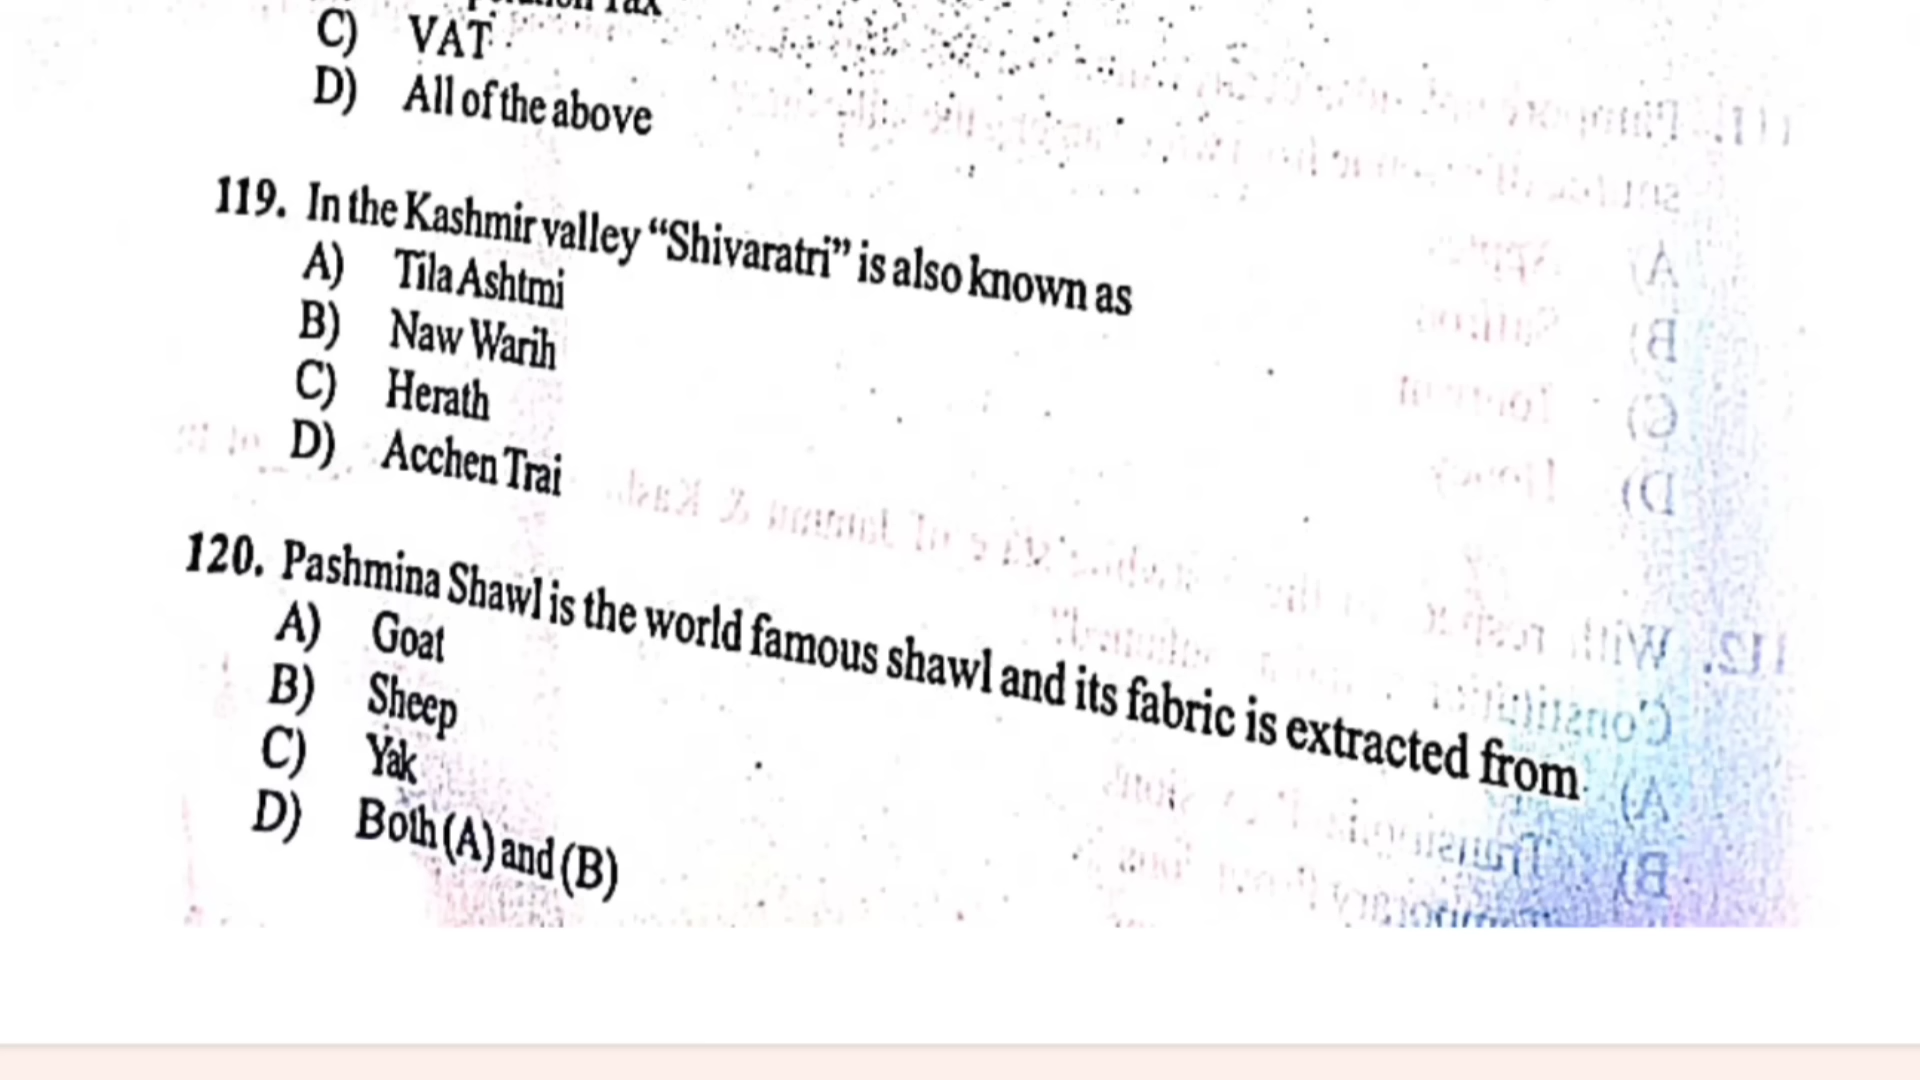 Tax
C) VAT
D) All of the above
119. In the Kashmir valley “Shivaratri” is also known as
A) Tila Ashtmi
B) Naw Warih
C) Herath
D) Acchen Trai
120. Pashmina Shawl is the world famous shawl and its fabric is extracted from
A) Goat
B) Sheep
C) Yak
D) Both (A) and (B)